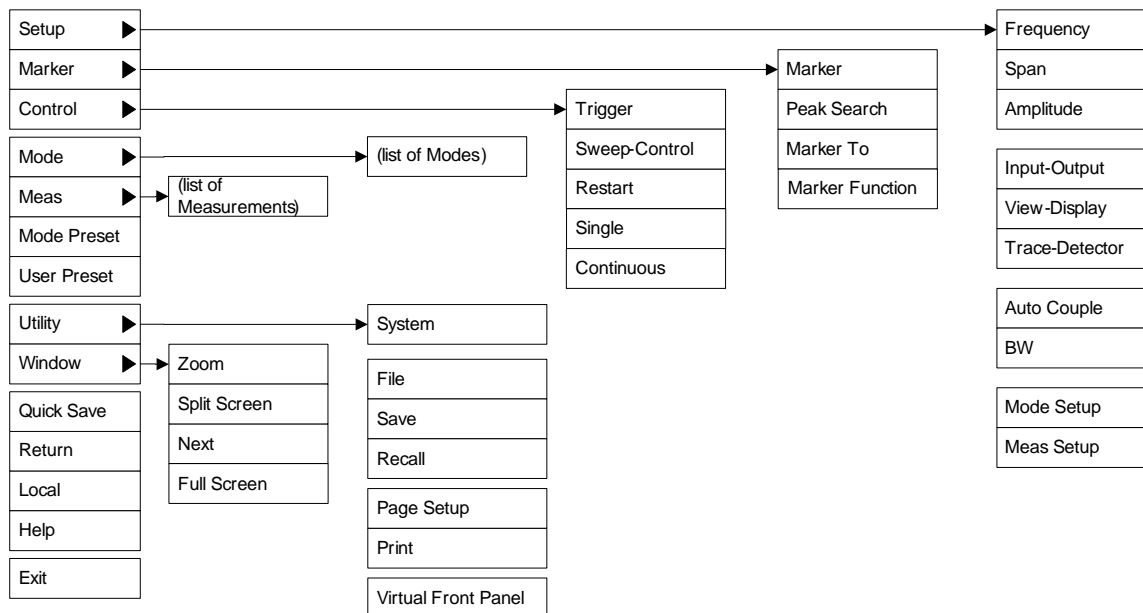 Setup
Marker
Control
Mode
Meas
Mode Preset
User Preset
Utility
Window
Quick Save
Return
Local
Help
Exit
(list of
Measurements)
Zoom
Split Screen
Next
Full Screen
(list of Modes)
System
File
Save
Recall
Page Setup
Print
Virtual Front Panel
Trigger
Sweep-Control
Restart
Single
Continuous
Marker
Peak Search
Marker To
Marker Function
Frequency
Span
Amplitude
Input-Output
View-Display
Trace-Detector
Auto Couple
BW
Mode Setup
Meas Setup